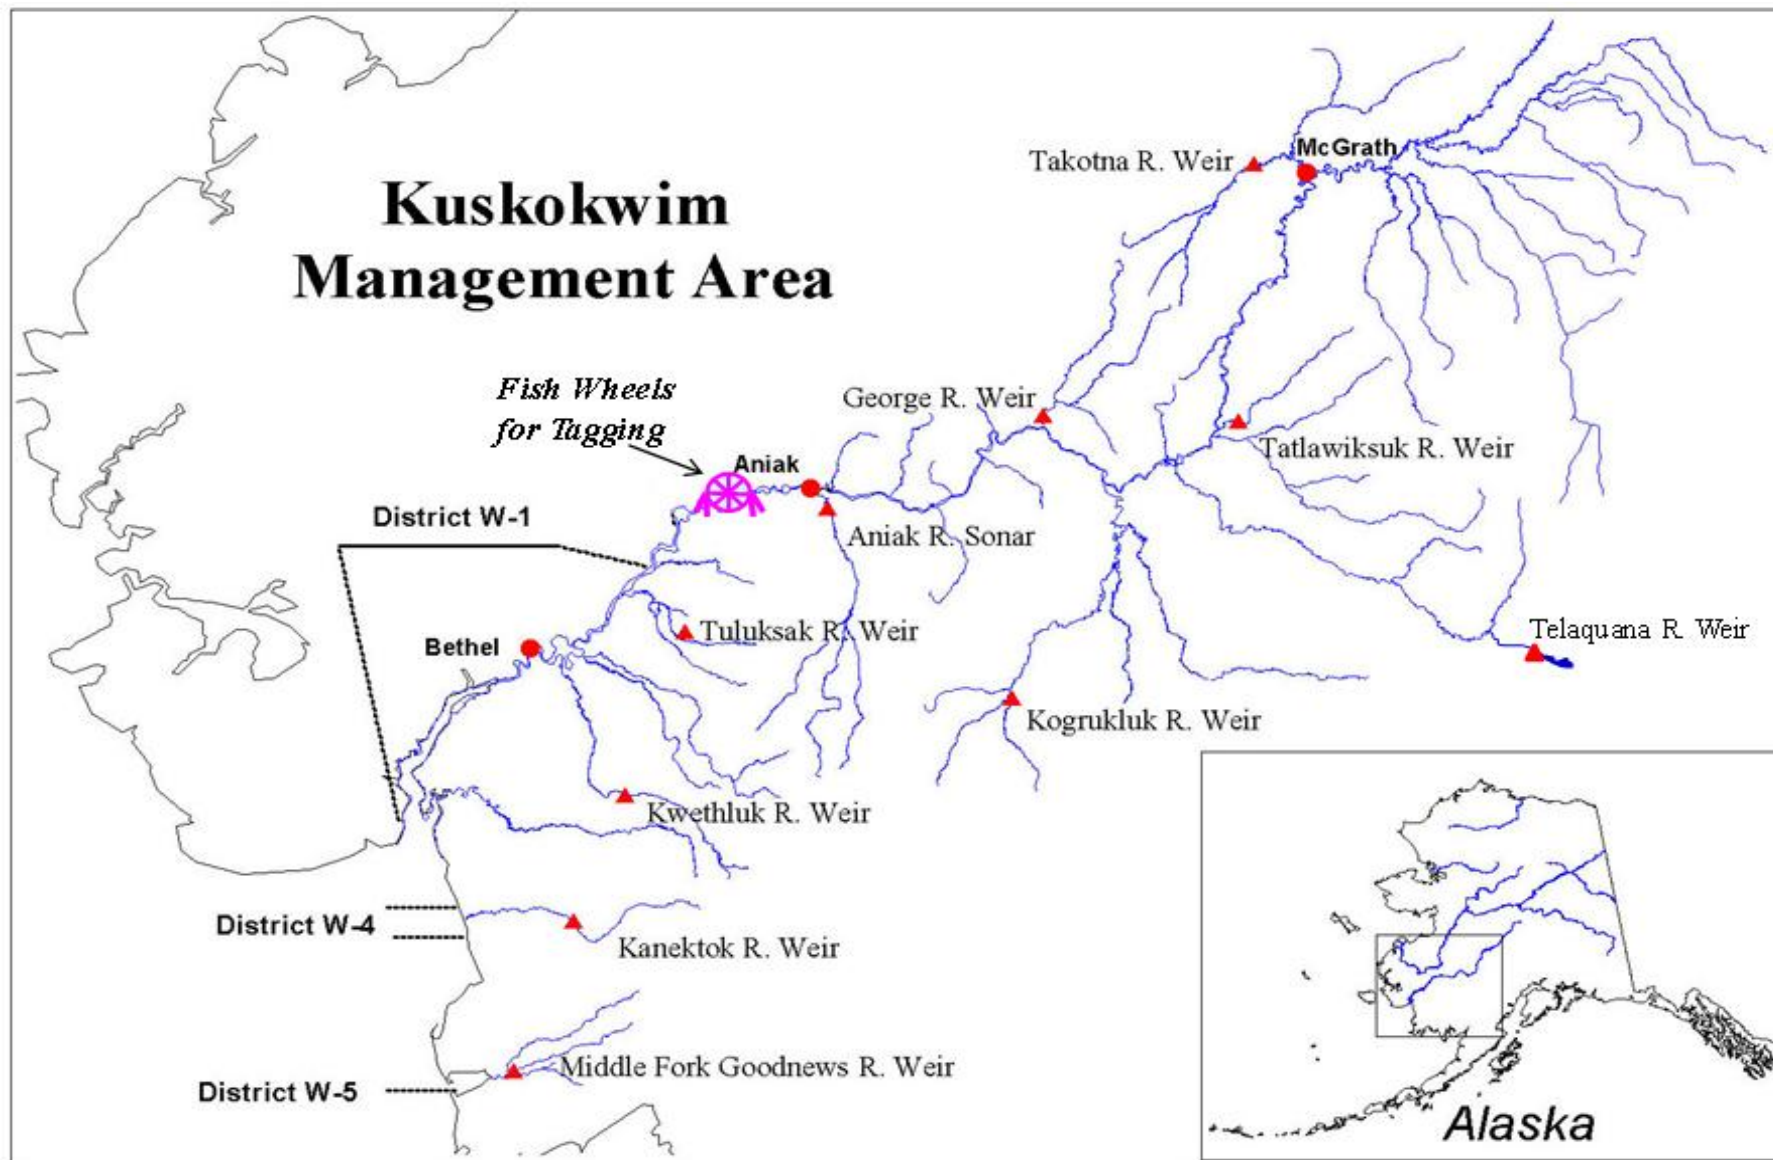 Kuskokwim
Management Area
McGrath
Takotna R. Weir
Fish Wheels
for Tagging
George R. Weir
Tatlawiksuk R. Weir
Aniak
District W-1
Aniak R. Sonar
Tuluksak R. Weir
Bethel
Telaquana R. Weir
Kogrukluk R. Weir
Kwethluk R. Weir
District W-4
Kanektok R. Weir
Middle Fork Goodnews R. Weir
District W-5
Alaska